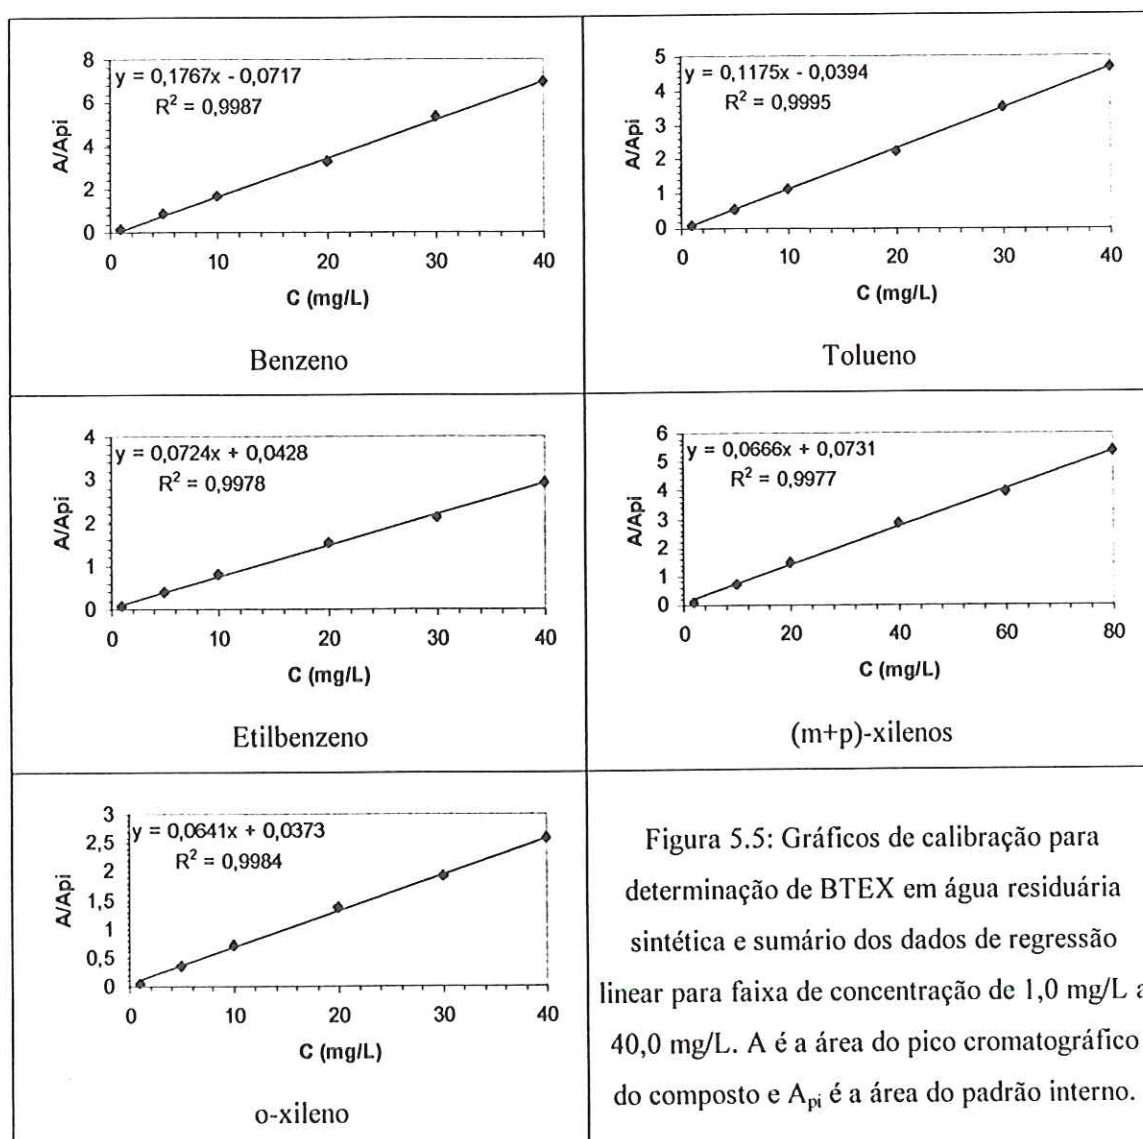 y = 0,1767x - 0,0717
R² = 0,9987
A/Api
8
6
4
2
0
0 10 20 30 40
C (mg/L)
Benzeno
y = 0,1175x - 0,0394
R² = 0,9995
A/Api
5
4
3
2
1
0
0 10 20 30 40
C (mg/L)
Tolueno
y = 0,0724x + 0,0428
R² = 0,9978
A/Api
4
3
2
1
0
0 10 20 30 40
C (mg/L)
Etilbenzeno
y = 0,0666x + 0,0731
R² = 0,9977
A/Api
6
5
4
3
2
1
0
0 20 40 60 80
C (mg/L)
(m+p)-xilenos
y = 0,0641x + 0,0373
R² = 0,9984
A/Api
3
2,5
2
1,5
1
0,5
0
0 10 20 30 40
C (mg/L)
o-xileno
Figura 5.5: Gráficos de calibração para
determinação de BTEX em água residuária
sintética e sumário dos dados de regressão
linear para faixa de concentração de 1,0 mg/L a
40,0 mg/L. A é a área do pico cromatográfico
do composto e Api é a área do padrão interno.